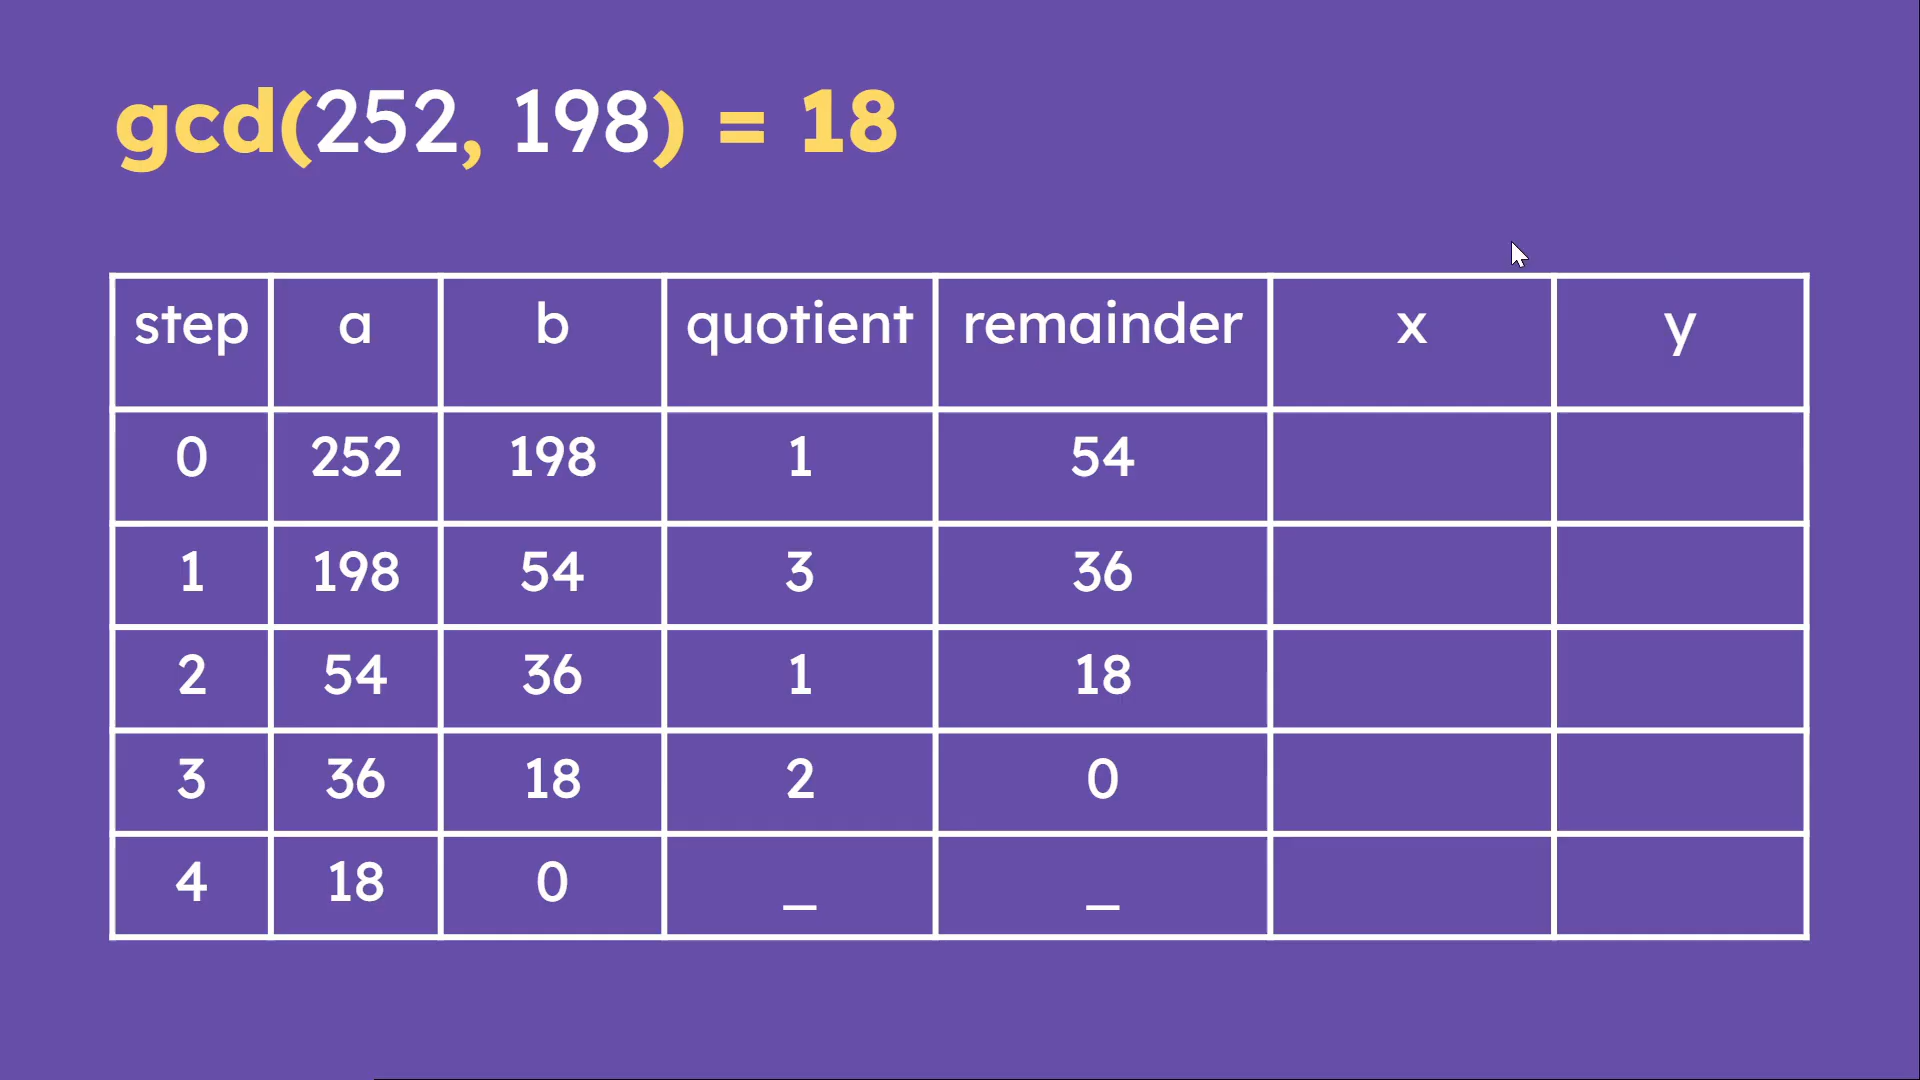 gcd(252, 198) = 18
step a b quotient remainder x y
0 252 198 1 54
1 198 54 3 36
2 54 36 1 18
3 36 18 2 0
4 18 0 _ _